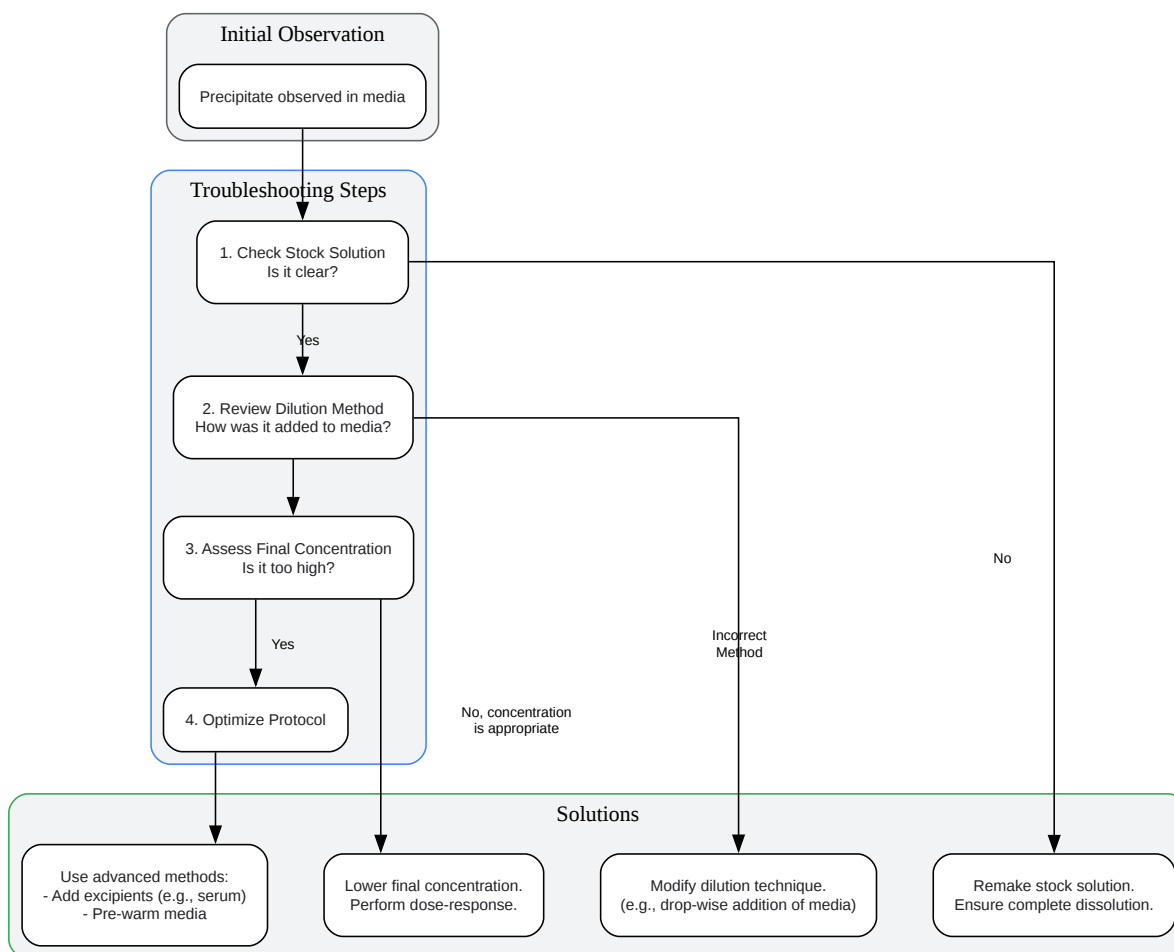 Initial Observation
Precipitate observed in media
Troubleshooting Steps
1. Check Stock Solution
Is it clear?
Yes
2. Review Dilution Method
How was it added to media?
3. Assess Final Concentration
Is it too high?
No
Incorrect
Method
Yes
4. Optimize Protocol
No, concentration
is appropriate
Solutions
Use advanced methods:
- Add excipients (e.g., serum)
- Pre-warm media
Lower final concentration.
Perform dose-response.
Modify dilution technique.
(e.g., drop-wise addition of media)
Remake stock solution.
Ensure complete dissolution.